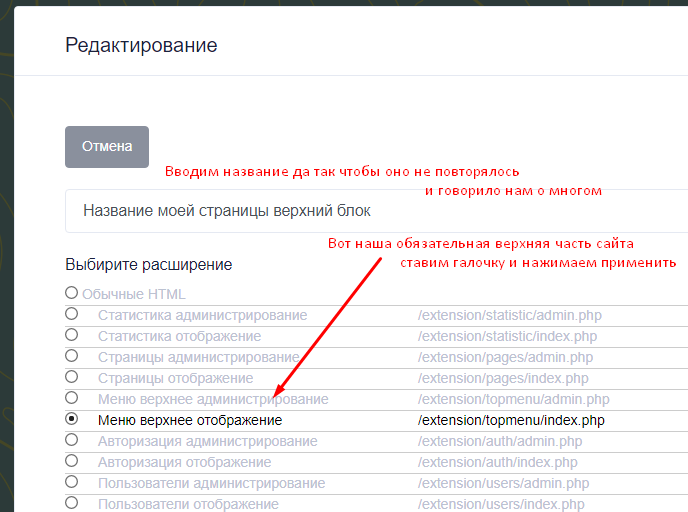 Редактирование
Отмена
Вводим название да так чтобы оно не повторялось
и говорило нам о многом
Название моей страницы верхний блок
Вот наша обязательная верхняя часть сайта
ставим галочку и нажимаем применить
Выбирите расширение
Обычные HTML
Статистика администрирование /extension/statistic/admin.php
Статистика отображение /extension/statistic/index.php
Страницы администрирование /extension/pages/admin.php
Страницы отображение /extension/pages/index.php
Меню верхнее администрирование /extension/topmenu/admin.php
Меню верхнее отображение /extension/topmenu/index.php
Авторизация администрирование /extension/auth/admin.php
Авторизация отображение /extension/auth/index.php
Пользователи администрирование /extension/users/admin.php
Пользователи отображение /extension/users/index.php